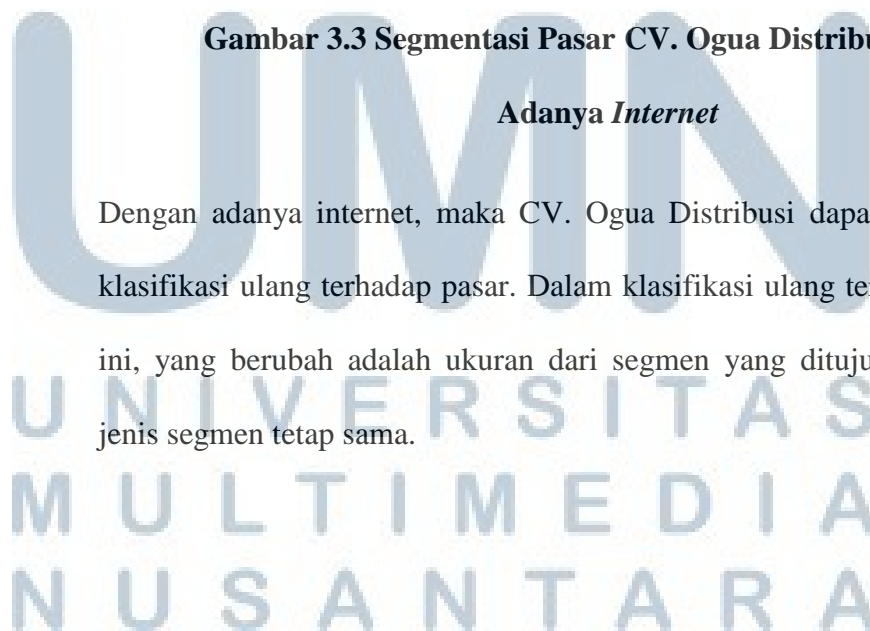 UMN
Gambar 3.3 Segmentasi Pasar CV. Ogua Distribu
Adanya Internet
Dengan adanya internet, maka CV. Ogua Distribusi dapa
klasifikasi ulang terhadap pasar. Dalam klasifikasi ulang te
ini, yang berubah adalah ukuran dari segmen yang dituju
jenis segmen tetap sama.
UNIVERSITAS
MULTIMEDIA
NUSANTARA